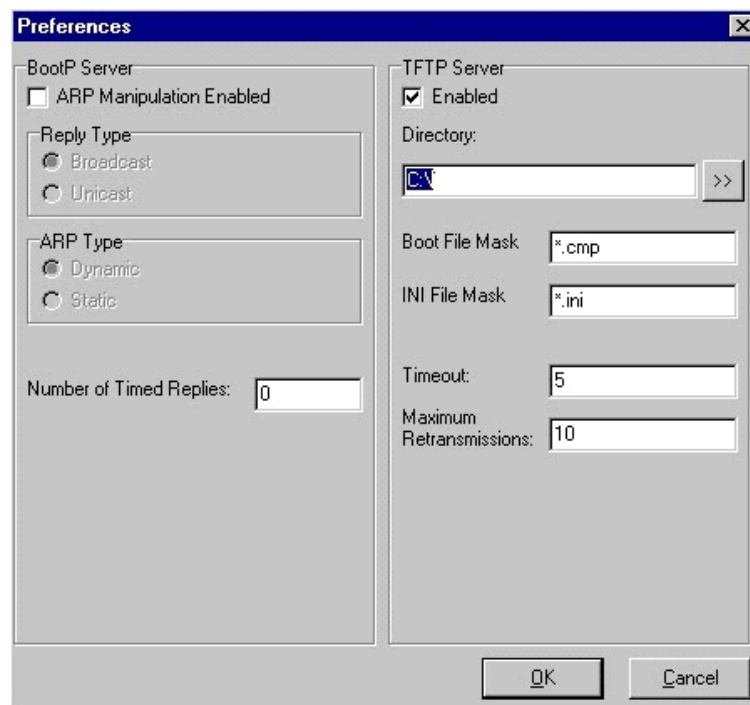 Preferences
BootP Server
ARP Manipulation Enabled
Reply Type
Broadcast
Unicast
ARP Type
Dynamic
Static
Number of Timed Replies: 0
TFTP Server
Enabled
Directory:
C:\
>>
Boot File Mask *.cmp
INI File Mask *.ini
Timeout: 5
Maximum
Retransmissions: 10
OK
Cancel